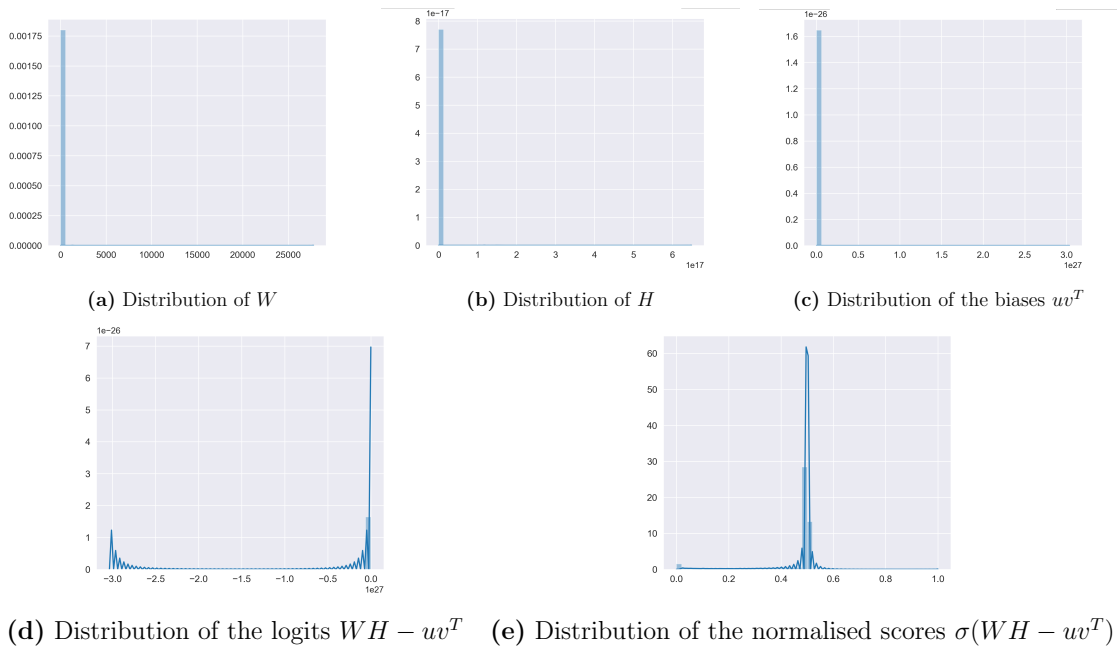 0.00175
0.00150
0.00125
0.00100
0.00075
0.00050
0.00025
0.00000
0 5000 10000 15000 20000 25000
(a) Distribution of W
1e−17
8
7
6
5
4
3
2
1
0
0 1 2 3 4 5 6
1e17
(b) Distribution of H
1e−26
1.6
1.4
1.2
1.0
0.8
0.6
0.4
0.2
0.0
0.0 0.5 1.0 1.5 2.0 2.5 3.0
1e27
(c) Distribution of the biases uv^T
1e−26
7
6
5
4
3
2
1
0
−3.0 −2.5 −2.0 −1.5 −1.0 −0.5 0.0
1e27
(d) Distribution of the logits WH − uv^T
60
50
40
30
20
10
0
0.0 0.2 0.4 0.6 0.8 1.0
(e) Distribution of the normalised scores σ(WH − uv^T)